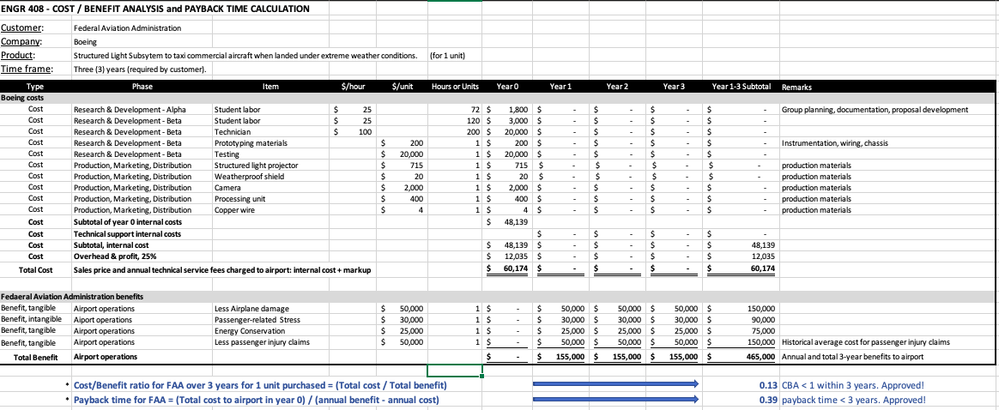 ENGR 408 - COST / BENEFIT ANALYSIS and PAYBACK TIME CALCULATION
Customer: Federal Aviation Administration
Company: Boeing
Product: Structured Light Subsytem to taxi commercial aircraft when landed under extreme weather conditions. (for 1 unit)
Time frame: Three (3) years (required by customer).
Type Phase Item $/hour $/unit Hours or Units Year 0 Year 1 Year 2 Year 3 Year 1-3 Subtotal Remarks
Boeing costs
Cost Research & Development - Alpha Student labor $ 25 72 $ 1,800 $ - $ - $ - $ - Group planning, documentation, proposal development
Cost Research & Development - Beta Student labor $ 25 120 $ 3,000 $ - $ - $ - $ -
Cost Research & Development - Beta Technician $ 100 200 $ 20,000 $ - $ - $ - $ -
Cost Research & Development - Beta Prototyping materials $ 200 1 $ 200 $ - $ - $ - $ - Instrumentation, wiring, chassis
Cost Research & Development - Beta Testing $ 20,000 1 $ 20,000 $ - $ - $ - $ -
Cost Production, Marketing, Distribution Structured light projector $ 715 1 $ 715 $ - $ - $ - $ - production materials
Cost Production, Marketing, Distribution Weatherproof shield $ 20 1 $ 20 $ - $ - $ - $ - production materials
Cost Production, Marketing, Distribution Camera $ 2,000 1 $ 2,000 $ - $ - $ - $ - production materials
Cost Production, Marketing, Distribution Processing unit $ 400 1 $ 400 $ - $ - $ - $ - production materials
Cost Production, Marketing, Distribution Copper wire $ 4 1 $ 4 $ - $ - $ - $ - production materials
Cost Subtotal of year 0 internal costs $ 48,139
Cost Technical support internal costs $ - $ - $ - $ -
Cost Subtotal, internal cost $ 48,139 $ - $ - $ - $ 48,139
Cost Overhead & profit, 25% $ 12,035 $ - $ - $ - $ 12,035
Total Cost Sales price and annual technical service fees charged to airport: internal cost + markup $ 60,174 $ - $ - $ - $ 60,174
Fedaeral Aviation Administration benefits
Benefit, tangible Airport operations Less Airplane damage $ 50,000 1 $ - $ 50,000 $ 50,000 $ 50,000 $ 150,000
Benefit, intangible Aiport operations Passenger-related Stress $ 30,000 1 $ - $ 30,000 $ 30,000 $ 30,000 $ 90,000
Benefit, tangible Airport operations Energy Conservation $ 25,000 1 $ - $ 25,000 $ 25,000 $ 25,000 $ 75,000
Benefit, tangible Airport operations Less passenger injury claims $ 50,000 1 $ - $ 50,000 $ 50,000 $ 50,000 $ 150,000 Historical average cost for passenger injury claims
Total Benefit Airport operations $ - $ 155,000 $ 155,000 $ 155,000 $ 465,000 Annual and total 3-year benefits to airport
* Cost/Benefit ratio for FAA over 3 years for 1 unit purchased = (Total cost / Total benefit) 0.13 CBA < 1 within 3 years. Approved!
* Payback time for FAA = (Total cost to airport in year 0) / (annual benefit - annual cost) 0.39 payback time < 3 years. Approved!